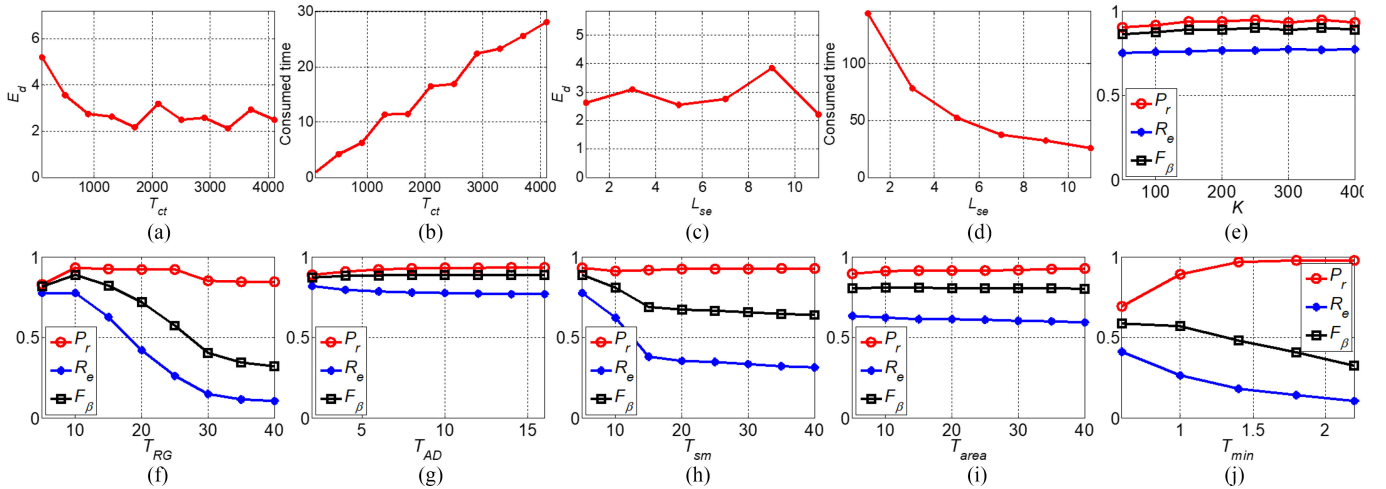 E_d
6
4
2
0
1000 2000 3000 4000
T_ct
(a)
Consumed time
30
20
10
0
1000 2000 3000 4000
T_ct
(b)
E_d
5
4
3
2
1
0
2 4 6 8 10
L_se
(c)
Consumed time
100
50
0
2 4 6 8 10
L_se
(d)
1
0.5
0
P_r
R_e
F_β
100 200 300 400
K
(e)
1
0.5
0
P_r
R_e
F_β
10 20 30 40
T_RG
(f)
1
0.5
0
P_r
R_e
F_β
5 10 15
T_AD
(g)
1
0.5
0
P_r
R_e
F_β
10 20 30 40
T_sm
(h)
1
0.5
0
P_r
R_e
F_β
10 20 30 40
T_area
(i)
1
0.5
0
P_r
R_e
F_β
1 1.5 2
T_min
(j)